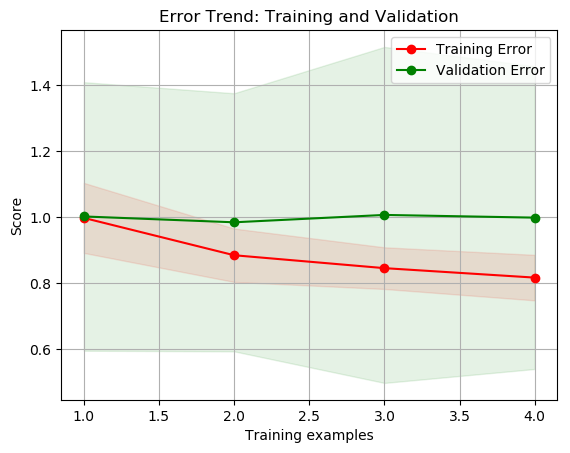 Error Trend: Training and Validation
Training Error
Validation Error
Score
1.4
1.2
1.0
0.8
0.6
1.0 1.5 2.0 2.5 3.0 3.5 4.0
Training examples